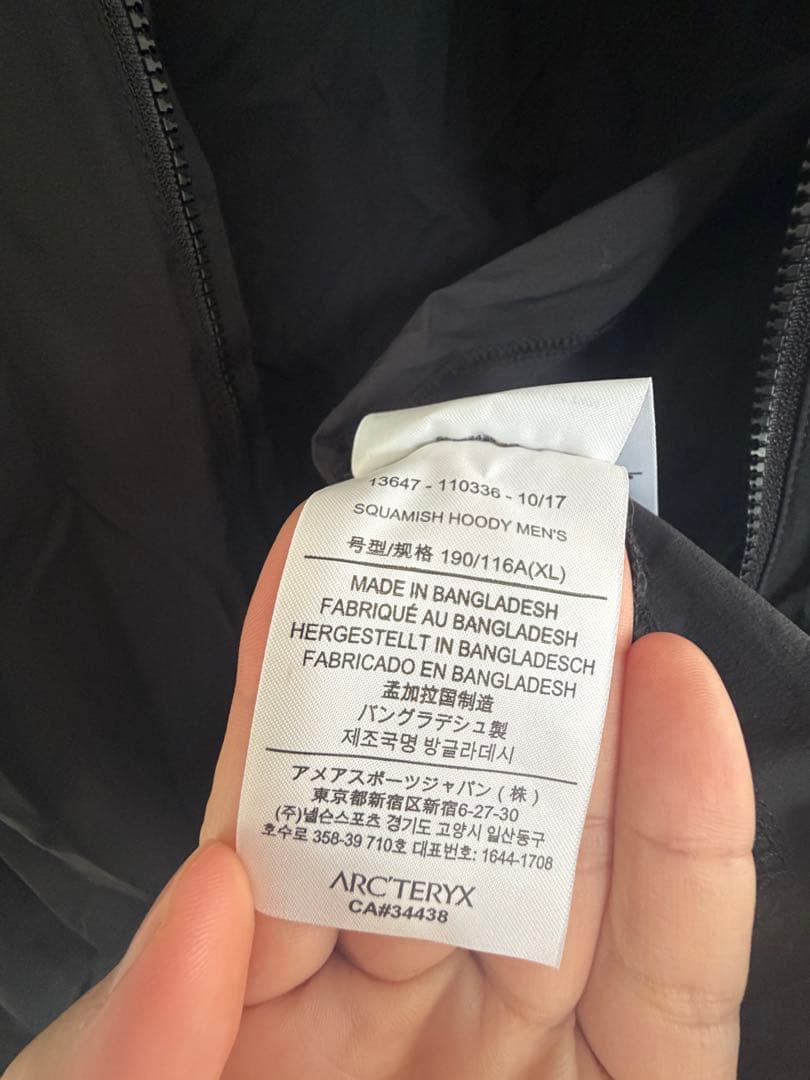 13647 - 110336 - 10/17
SQUAMISH HOODY MEN'S
号型/规格 190/116A(XL)
MADE IN BANGLADESH
FABRIQUÉ AU BANGLADESH
HERGESTELLT IN BANGLADESCH
FABRICADO EN BANGLADESH
孟加拉国制造
バングラデシュ製
제조국명 방글라데시
アメアスポーツジャパン(株)
東京都新宿区新宿6-27-30
(주)넬슨스포츠 경기도 고양시 일산동구
호수로 358-39 710호 대표번호: 1644-1708
ARC'TERYX
CA#34438